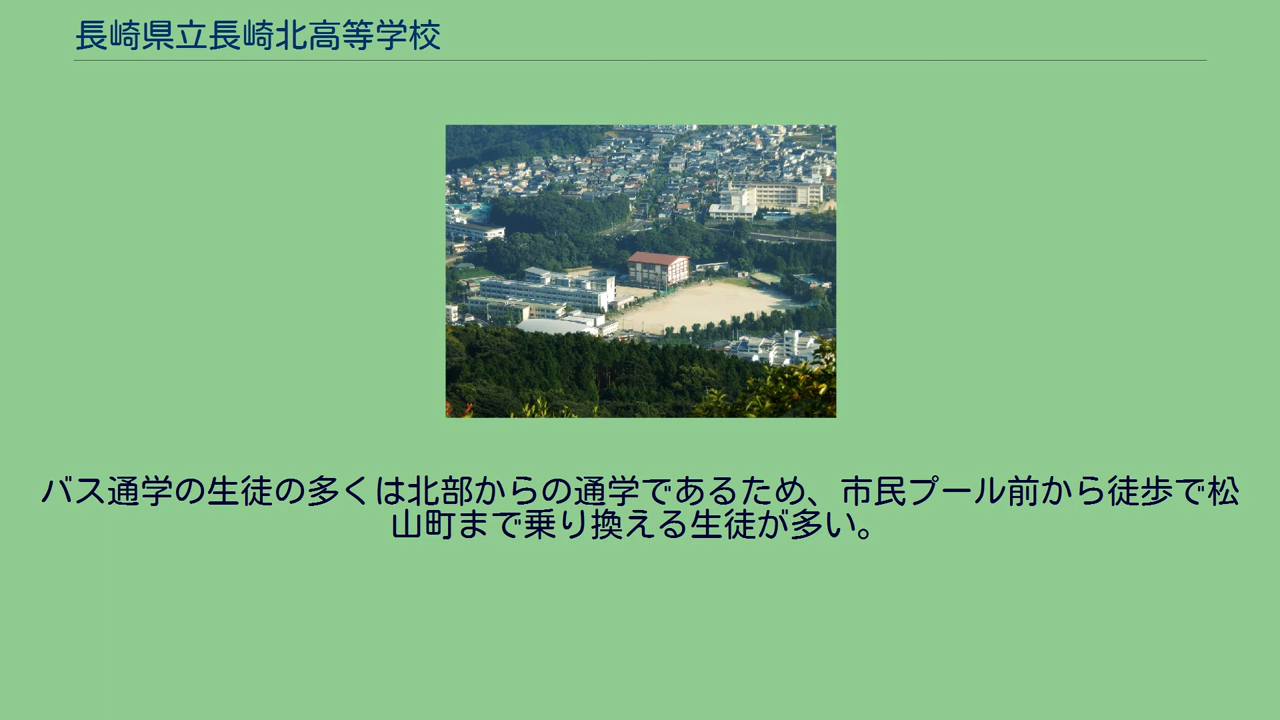 長崎県立長崎北高等学校
バス通学の生徒の多くは北部からの通学であるため、市民プール前から徒歩で松
山町まで乗り換える生徒が多い。